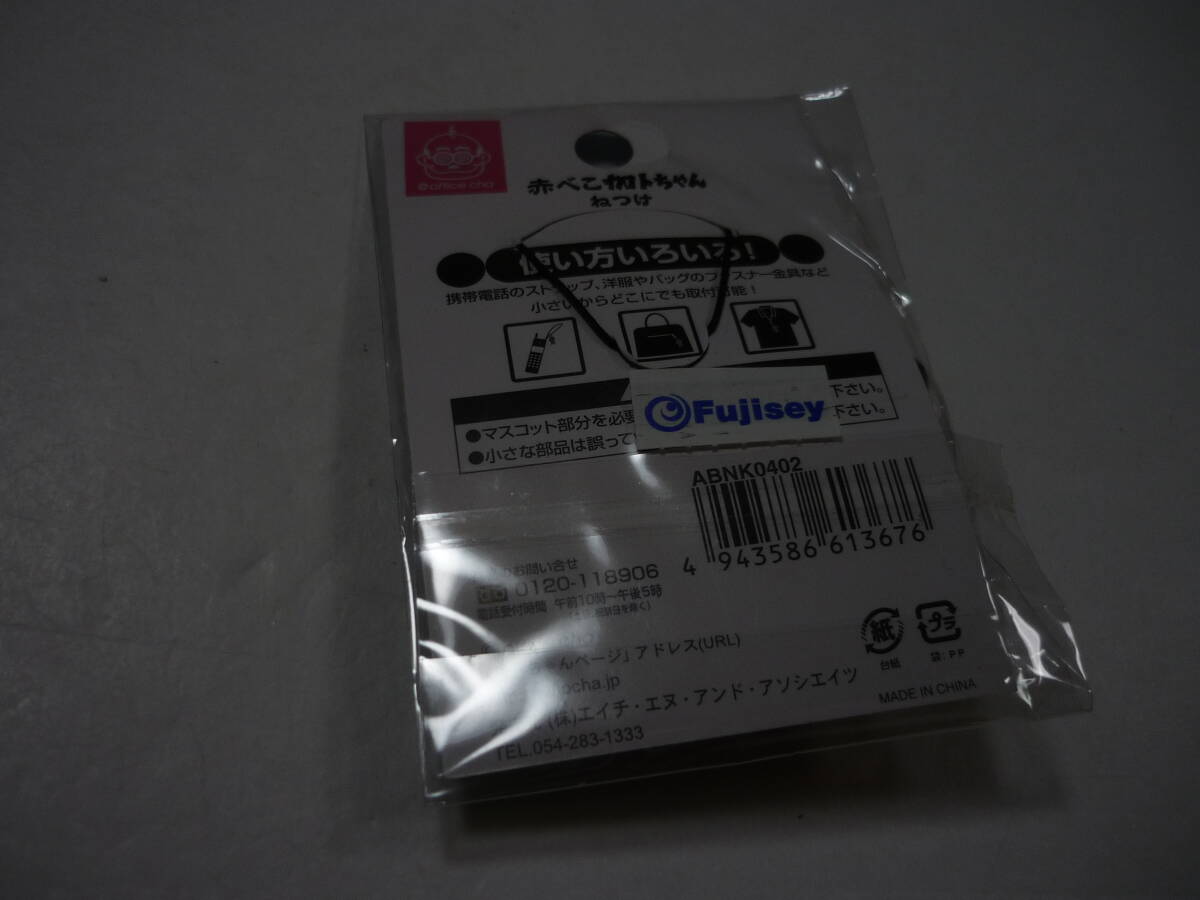 @office cha
赤べこ加トちゃん
ねつけ
使い方いろいろ!
携帯電話のストラップ、洋服やバッグのファスナー金具など
小さいからどこにでも取付可能!
●マスコット部分を必要 下さい。
●小さな部品は誤って 下さい。
Fujisey
ABNK0402
4 943586 613676
お問い合せ
0120-118906
電話受付時間 午前10時~午後5時
んページ」アドレス(URL)
cha.jp
(株)エイチ・エヌ・アンド・アソシエイツ
TEL.054-283-1333
紙
台紙
プラ
袋:PP
MADE IN CHINA